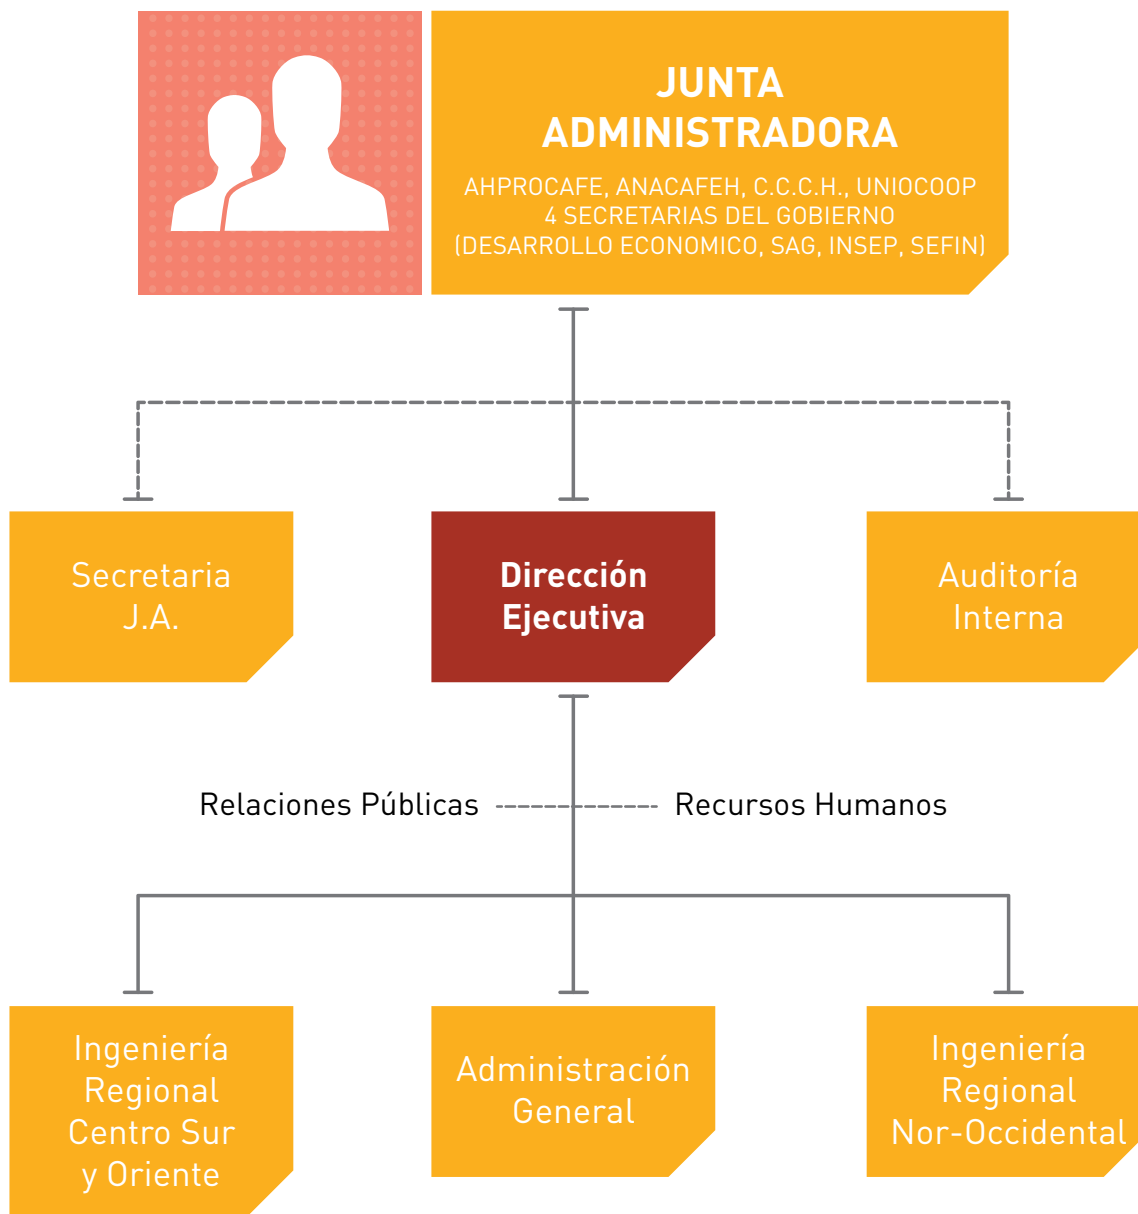 JUNTA
ADMINISTRADORA
AHPROCAFE, ANACAFEH, C.C.C.H., UNIOCOOP
4 SECRETARIAS DEL GOBIERNO
(DESARROLLO ECONOMICO, SAG, INSEP, SEFIN)
Secretaria
J.A.
Dirección
Ejecutiva
Auditoría
Interna
Relaciones Públicas
Recursos Humanos
Ingeniería
Regional
Centro Sur
y Oriente
Administración
General
Ingeniería
Regional
Nor-Occidental